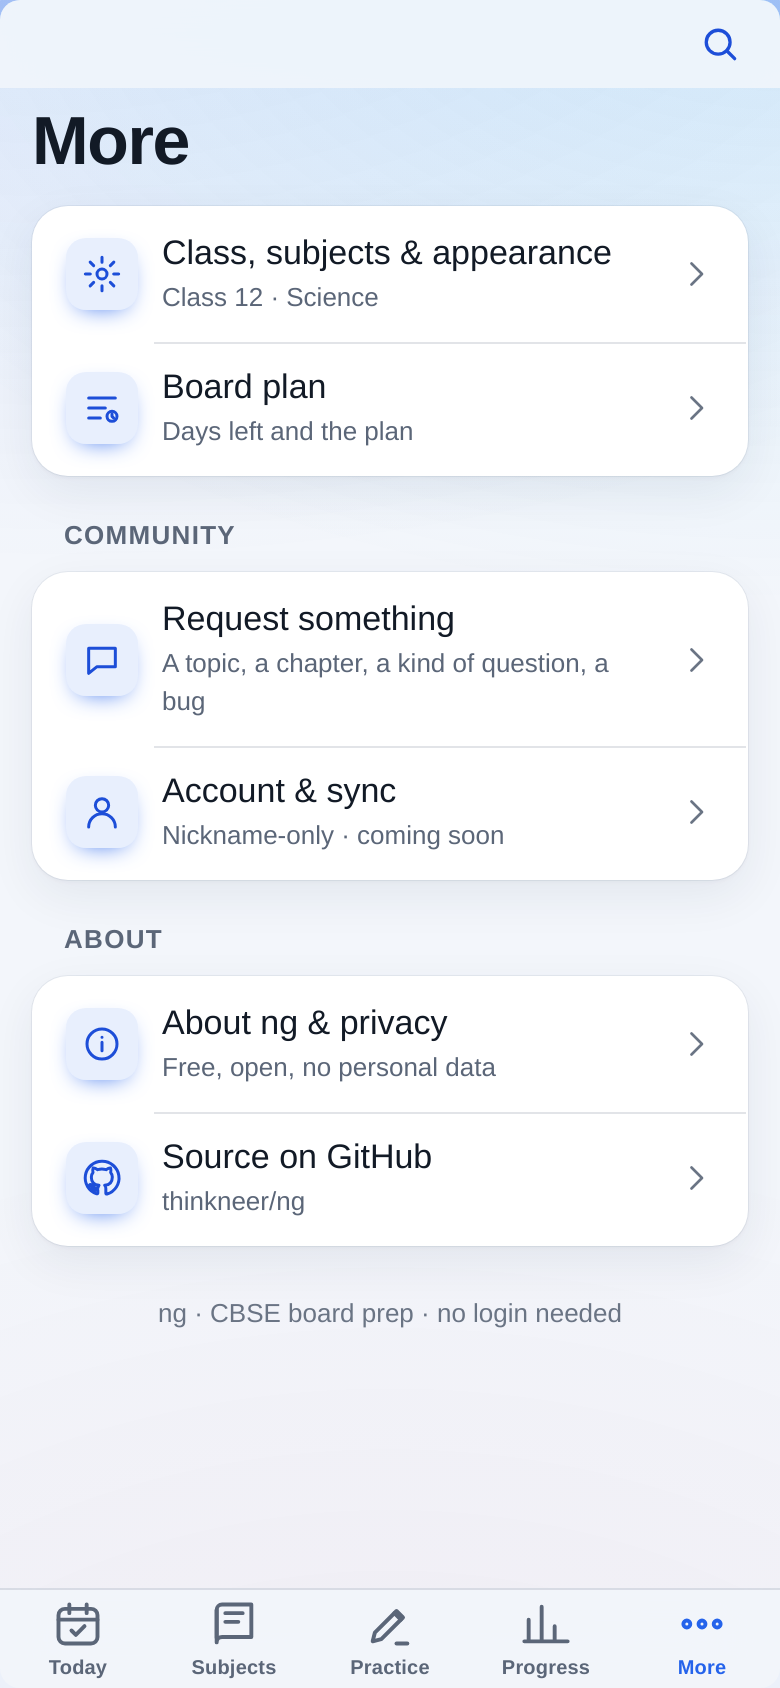 More
Class, subjects & appearance
Class 12 · Science
Board plan
Days left and the plan
COMMUNITY
Request something
A topic, a chapter, a kind of question, a
bug
Account & sync
Nickname-only · coming soon
ABOUT
About ng & privacy
Free, open, no personal data
Source on GitHub
thinkneer/ng
ng · CBSE board prep · no login needed
Today
Subjects
Practice
Progress
More